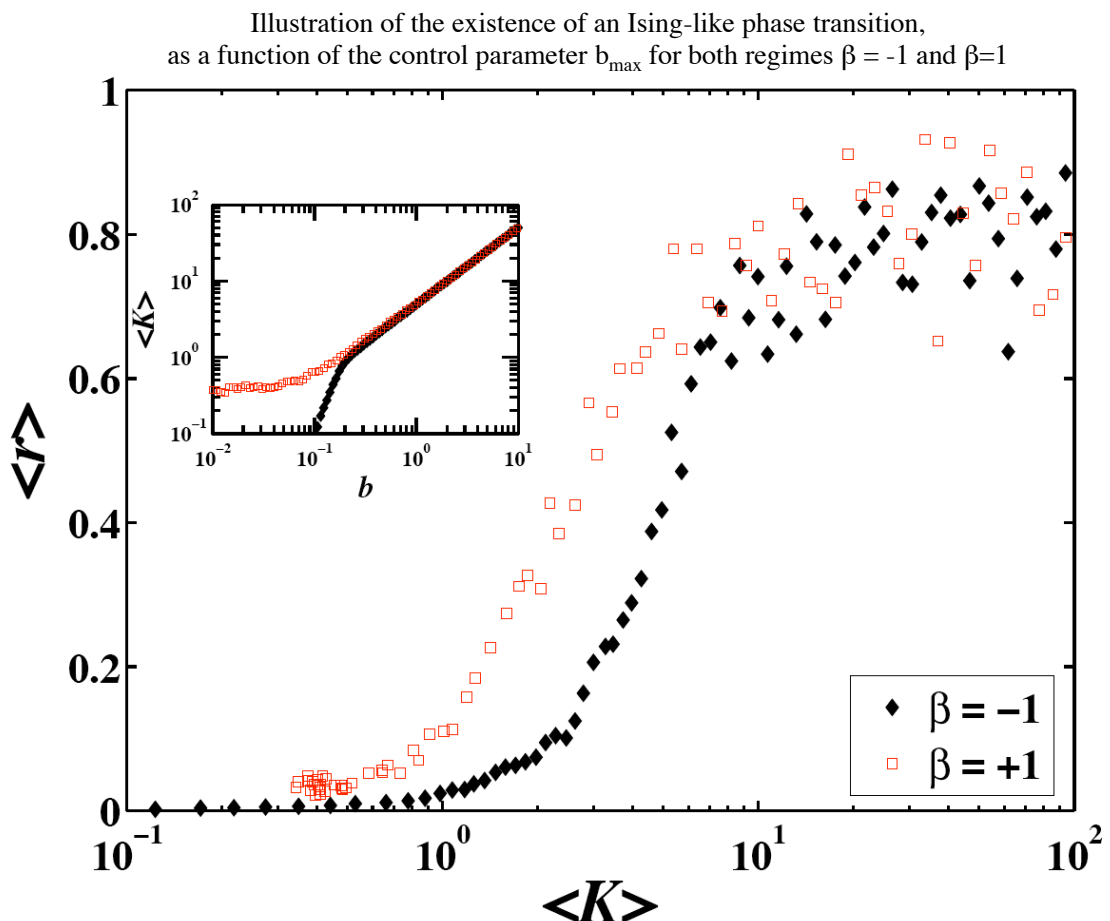 Illustration of the existence of an Ising-like phase transition,
as a function of the control parameter b_max for both regimes β = -1 and β=1
1
0.8
0.6
0.4
0.2
0
<r>
10^-1
10^0
10^1
10^2
<K>
10^2
10^1
10^0
10^-1
<K>
10^-2
10^-1
10^0
10^1
b
β = −1
β = +1